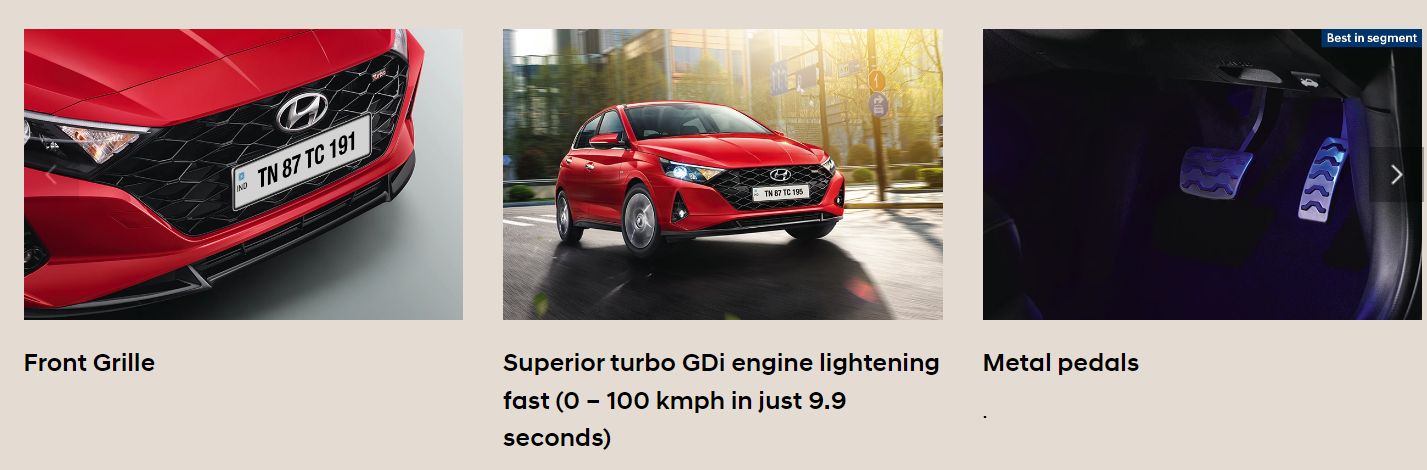 Turbo
TN 87 TC 191
IND
TN 87 TC 195
Best in segment
Front Grille
Superior turbo GDi engine lightening
fast (0 – 100 kmph in just 9.9
seconds)
Metal pedals
.